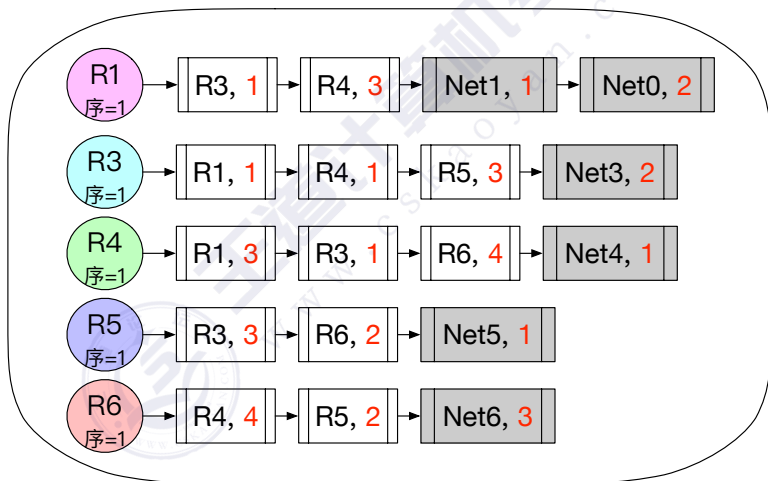 R1
序=1
R3, 1
R4, 3
Net1, 1
Net0, 2
R3
序=1
R1, 1
R4, 1
R5, 3
Net3, 2
R4
序=1
R1, 3
R3, 1
R6, 4
Net4, 1
R5
序=1
R3, 3
R6, 2
Net5, 1
R6
序=1
R4, 4
R5, 2
Net6, 3